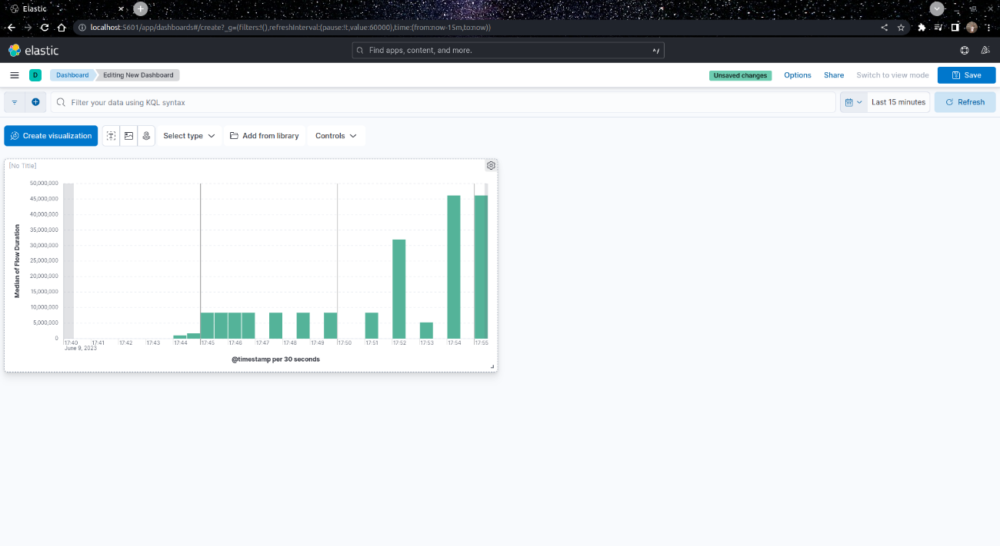 Elastic
localhost:5601/app/dashboards#/create?_g=(filters:!(),refreshInterval:(pause:!t,value:60000),time:(from:now-15m,to:now))
elastic
Find apps, content, and more.
^/
D
Dashboard
Editing New Dashboard
Unsaved changes
Options
Share
Switch to view mode
Save
Filter your data using KQL syntax
Last 15 minutes
Refresh
Create visualization
Select type
Add from library
Controls
[No Title]
50,000,000
45,000,000
40,000,000
35,000,000
30,000,000
25,000,000
20,000,000
15,000,000
10,000,000
5,000,000
0
Median of Flow Duration
17:40 17:41 17:42 17:43 17:44 17:45 17:46 17:47 17:48 17:49 17:50 17:51 17:52 17:53 17:54 17:55
June 9, 2023
@timestamp per 30 seconds